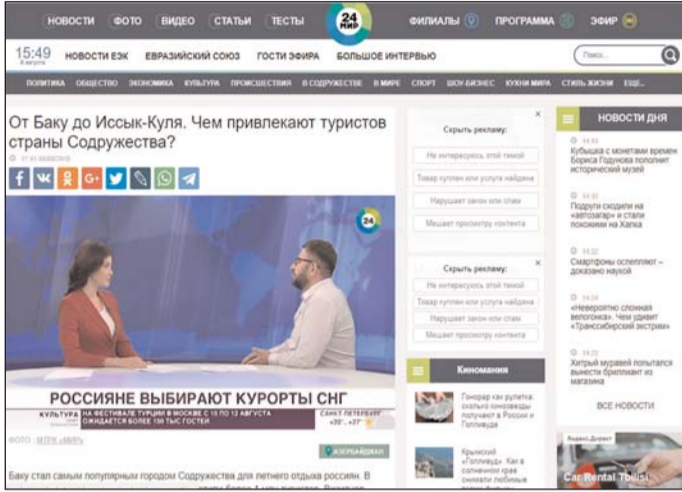 НОВОСТИ ФОТО ВИДЕО СТАТЬИ ТЕСТЫ 24 МИР ФИЛИАЛЫ ПРОГРАММА ЭФИР
15:49 НОВОСТИ ЕЭК ЕВРАЗИЙСКИЙ СОЮЗ ГОСТИ ЭФИРА БОЛЬШОЕ ИНТЕРВЬЮ Поиск...
8 августа
ПОЛИТИКА ОБЩЕСТВО ЭКОНОМИКА КУЛЬТУРА ПРОИСШЕСТВИЯ В СОДРУЖЕСТВЕ В МИРЕ СПОРТ ШОУ-БИЗНЕС КУХНИ МИРА СТИЛЬ ЖИЗНИ ЕЩЕ...
От Баку до Иссык-Куля. Чем привлекают туристов
страны Содружества?
G+
24
РОССИЯНЕ ВЫБИРАЮТ КУРОРТЫ СНГ
КУЛЬТУРА НА ФЕСТИВАЛЕ ТУРЦИИ В МОСКВЕ С 10 ПО 12 АВГУСТА
ОЖИДАЕТСЯ БОЛЕЕ 150 ТЫС ГОСТЕЙ
САНКТ-ПЕТЕРБУРГ
+20°..+27°
ФОТО: МТРК «МИР»
АЗЕРБАЙДЖАН
Баку стал самым популярным городом Содружества для летнего отдыха россиян. В
Скрыть рекламу:
Не интересуюсь этой темой
Товар куплен или услуга найдена
Нарушает закон или спам
Мешает просмотру контента
Скрыть рекламу:
Не интересуюсь этой темой
Товар куплен или услуга найдена
Нарушает закон или спам
Мешает просмотру контента
Киномания
Гонорар как рулетка:
сколько кинозвезды
получают в России и
Голливуде
Крымский
«Голливуд». Как в
солнечном крае
снимали любимые
НОВОСТИ ДНЯ
Кубышка с монетами времен
Бориса Годунова пополнит
исторический музей
Подруги сходили на
«автозагар» и стали
похожими на Халка
14:32
Смартфоны ослепляют –
доказано наукой
«Невероятно сложная
велогонка». Чем удивит
«Транссибирский экстрим»
Хитрый муравей попытался
вынести бриллиант из
магазина
ВСЕ НОВОСТИ
Яндекс.Директ
Car Rental Tbilisi